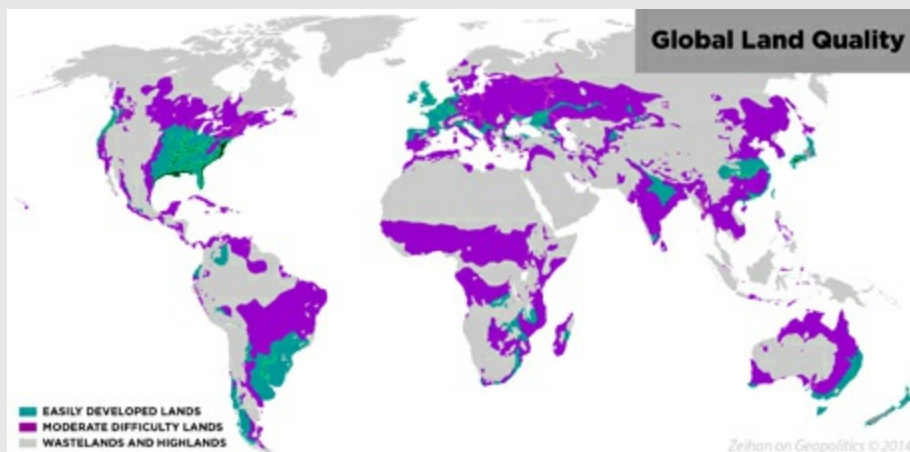 Global Land Quality
EASILY DEVELOPED LANDS
MODERATE DIFFICULTY LANDS
WASTELANDS AND HIGHLANDS
Zeihan on Geopolitics © 2014